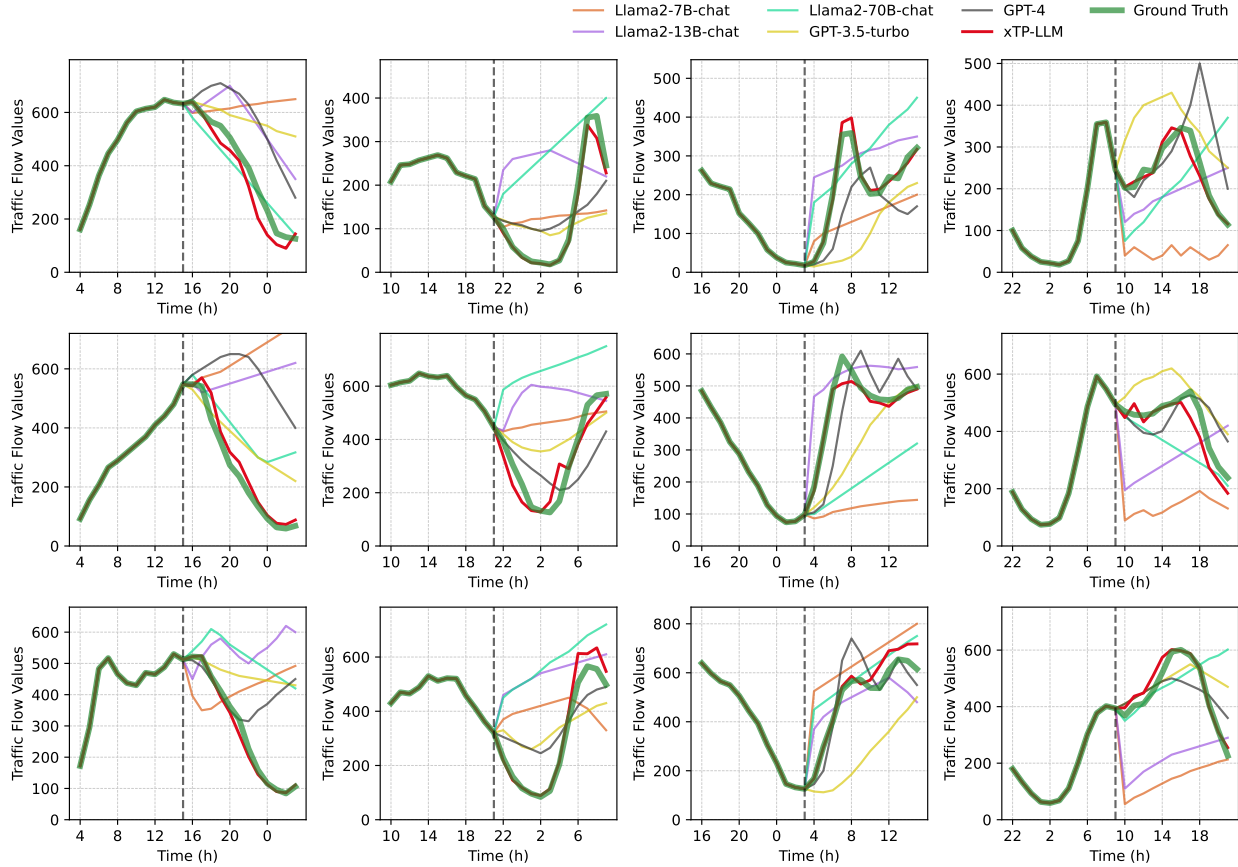 Llama2-7B-chat Llama2-70B-chat GPT-4 Ground Truth
Llama2-13B-chat GPT-3.5-turbo xTP-LLM
Traffic Flow Values
600
400
200
0
4 8 12 16 20 0
Time (h)
Traffic Flow Values
400
300
200
100
0
10 14 18 22 2 6
Time (h)
Traffic Flow Values
500
400
300
200
100
0
16 20 0 4 8 12
Time (h)
Traffic Flow Values
500
400
300
200
100
0
22 2 6 10 14 18
Time (h)
Traffic Flow Values
600
400
200
0
4 8 12 16 20 0
Time (h)
Traffic Flow Values
600
400
200
0
10 14 18 22 2 6
Time (h)
Traffic Flow Values
600
500
400
300
200
100
0
16 20 0 4 8 12
Time (h)
Traffic Flow Values
600
400
200
0
22 2 6 10 14 18
Time (h)
Traffic Flow Values
600
500
400
300
200
100
0
4 8 12 16 20 0
Time (h)
Traffic Flow Values
600
400
200
0
10 14 18 22 2 6
Time (h)
Traffic Flow Values
800
600
400
200
0
16 20 0 4 8 12
Time (h)
Traffic Flow Values
600
400
200
0
22 2 6 10 14 18
Time (h)